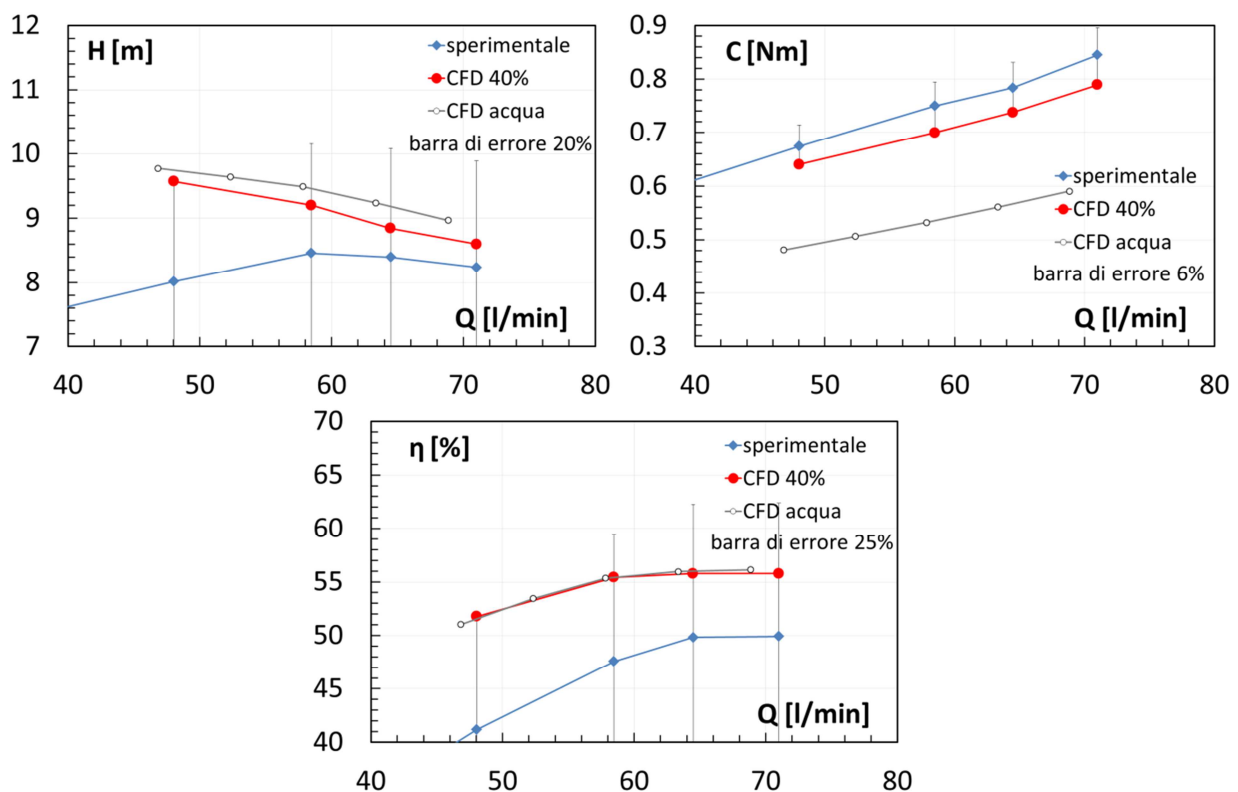 12
11
10
9
8
7
H [m]
sperimentale
CFD 40%
CFD acqua
barra di errore 20%
Q [l/min]
40 50 60 70 80
0.9
0.8
0.7
0.6
0.5
0.4
0.3
C [Nm]
sperimentale
CFD 40%
CFD acqua
barra di errore 6%
Q [l/min]
40 50 60 70 80
70
65
60
55
50
45
40
η [%]
sperimentale
CFD 40%
CFD acqua
barra di errore 25%
Q [l/min]
40 50 60 70 80